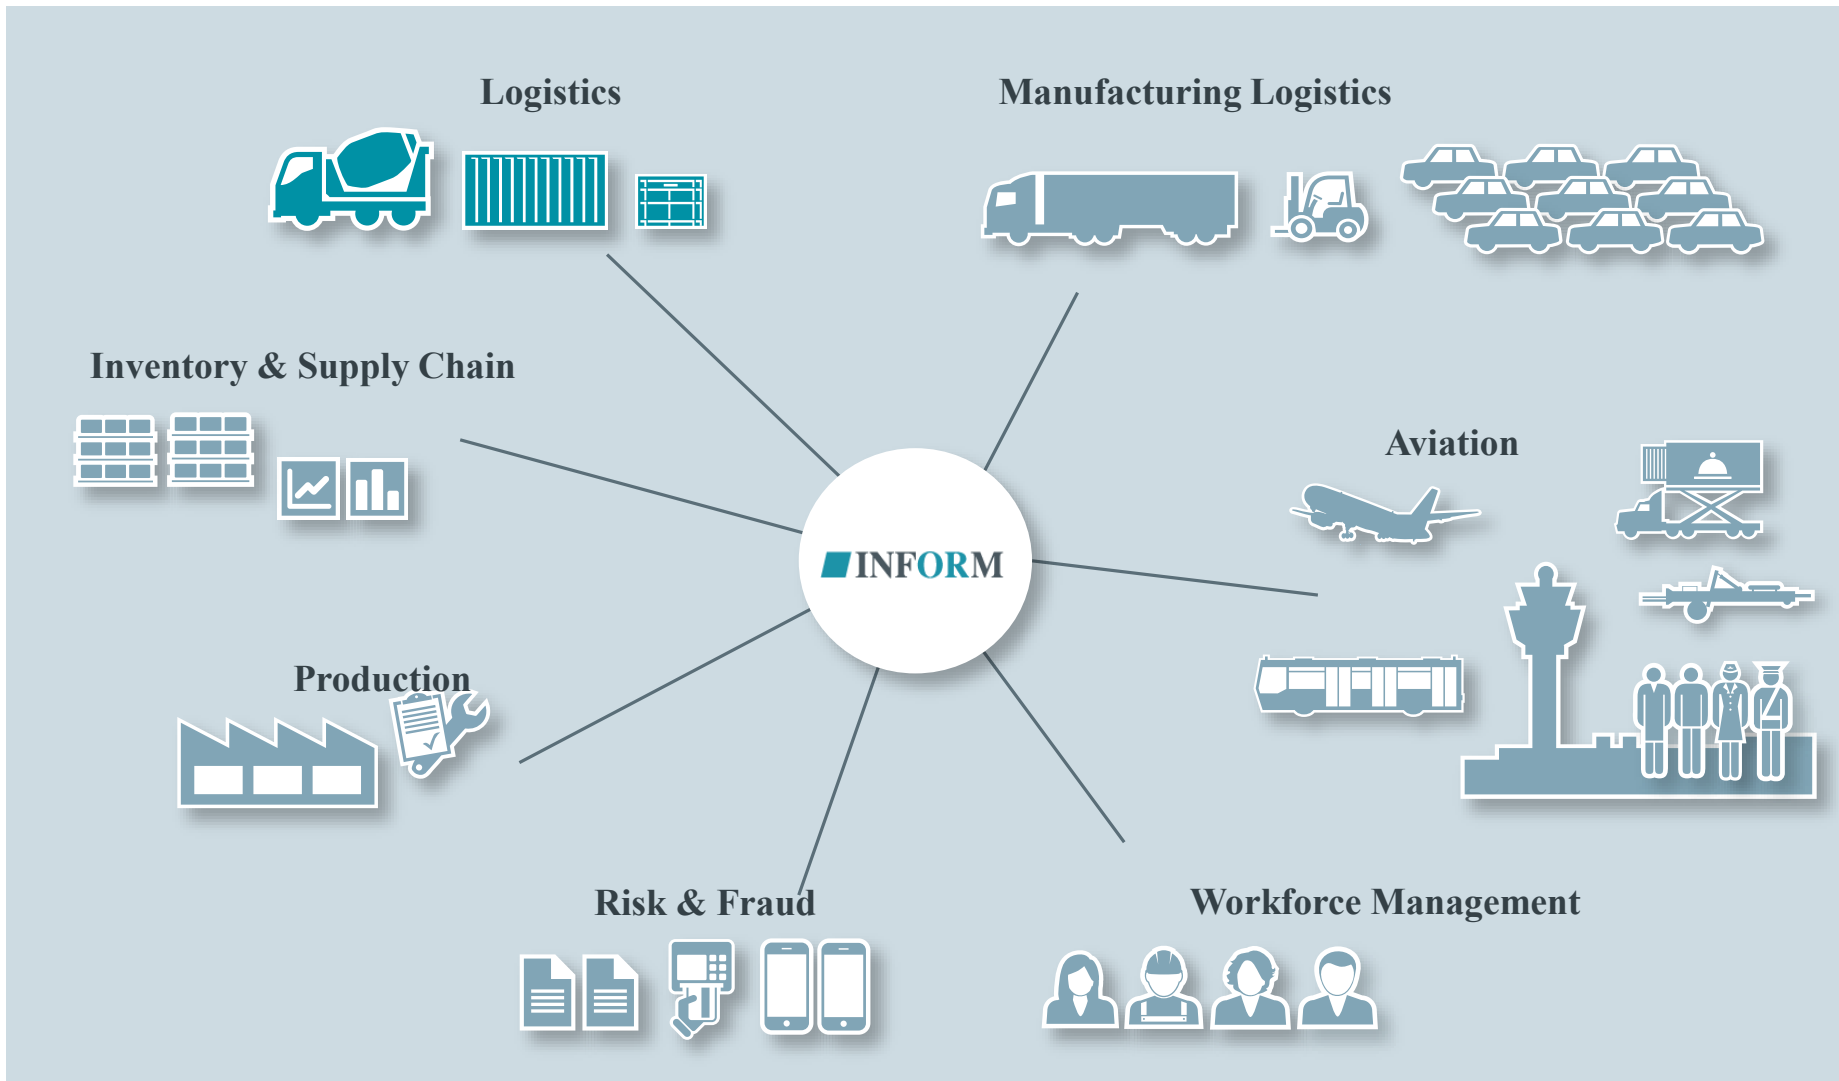 Logistics
Manufacturing Logistics
Inventory & Supply Chain
Aviation
INFORM
Production
Risk & Fraud
Workforce Management